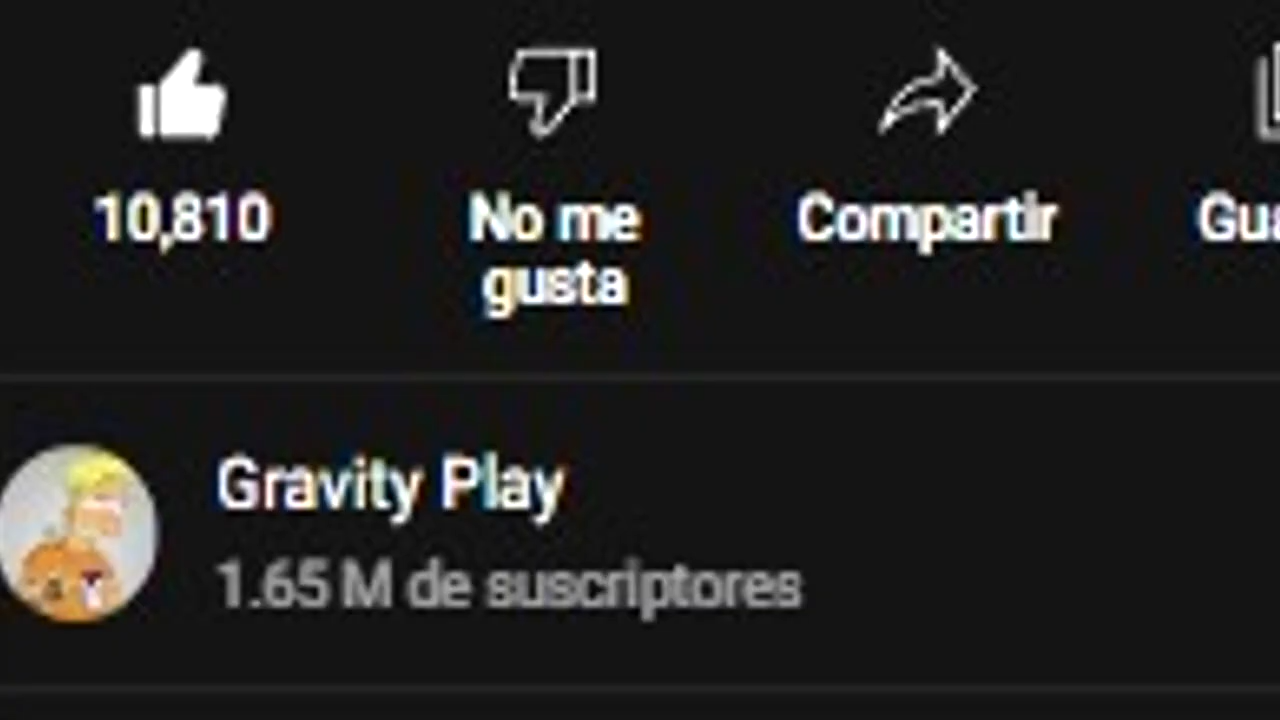 10,810
No me
gusta
Compartir
Gua
Gravity Play
1.65 M de suscriptores